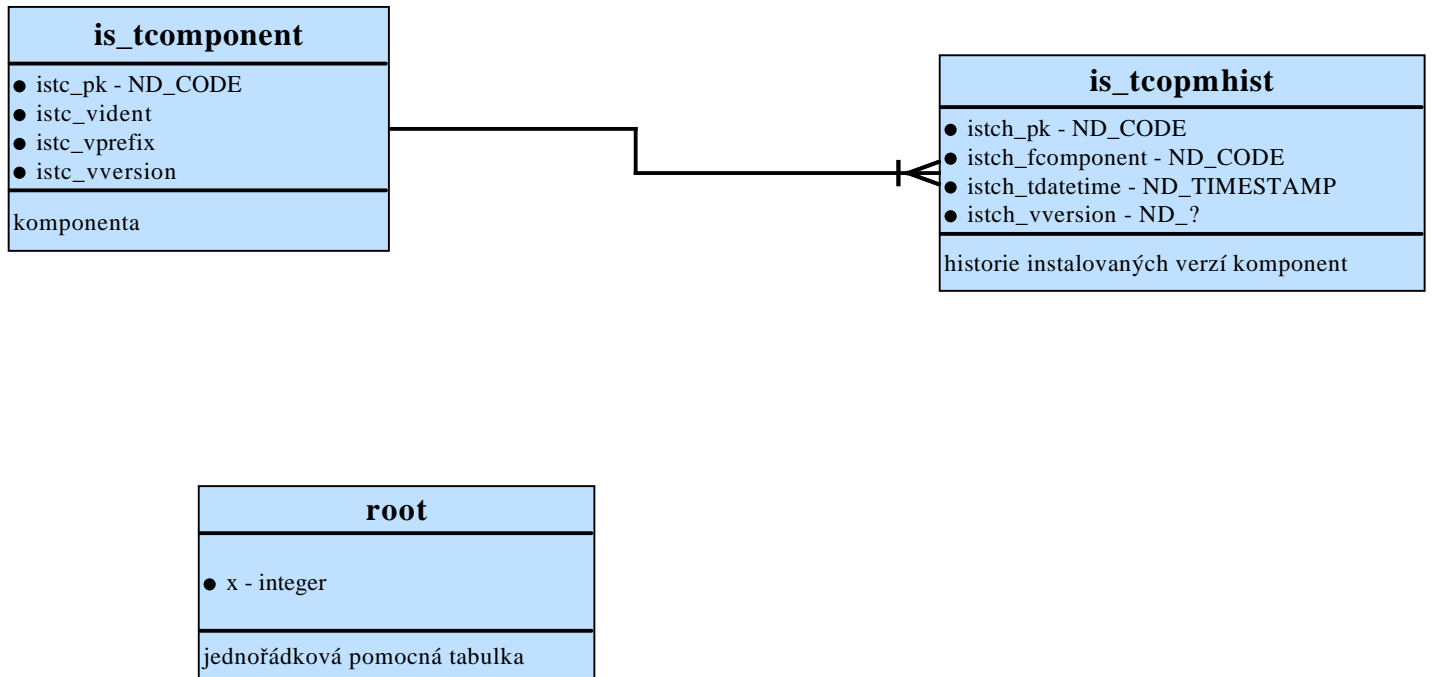 is_tcomponent
istc_pk - ND_CODE
istc_vident
istc_vprefix
istc_vversion
komponenta
is_tcopmhist
istch_pk - ND_CODE
istch_fcomponent - ND_CODE
istch_tdatetime - ND_TIMESTAMP
istch_vversion - ND_?
historie instalovaných verzí komponent
root
x - integer
jednořádková pomocná tabulka